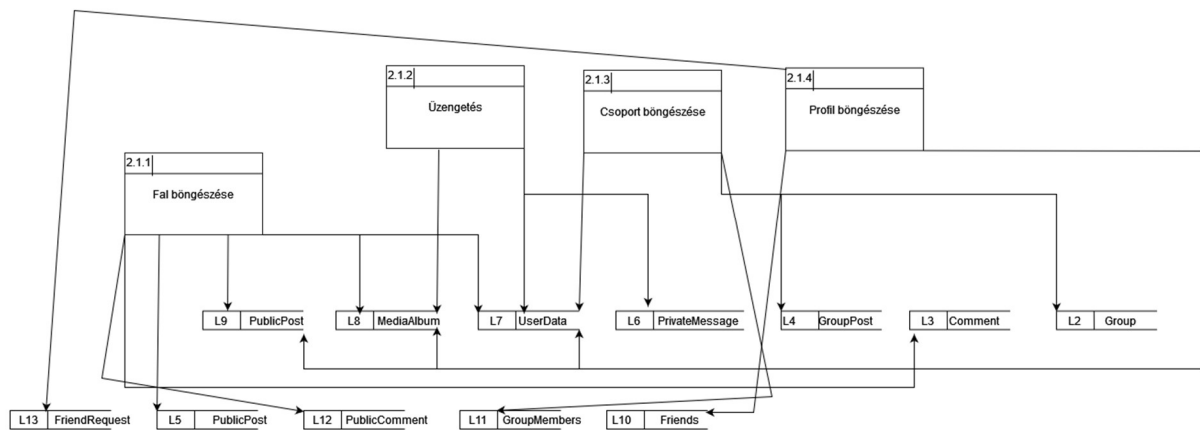 2.1.2
2.1.3
2.1.4
Üzengetés
Csoport böngészése
Profil böngészése
2.1.1
Fal böngészése
L9 PublicPost
L8 MediaAlbum
L7 UserData
L6 PrivateMessage
L4 GroupPost
L3 Comment
L2 Group
L13 FriendRequest
L5 PublicPost
L12 PublicComment
L11 GroupMembers
L10 Friends